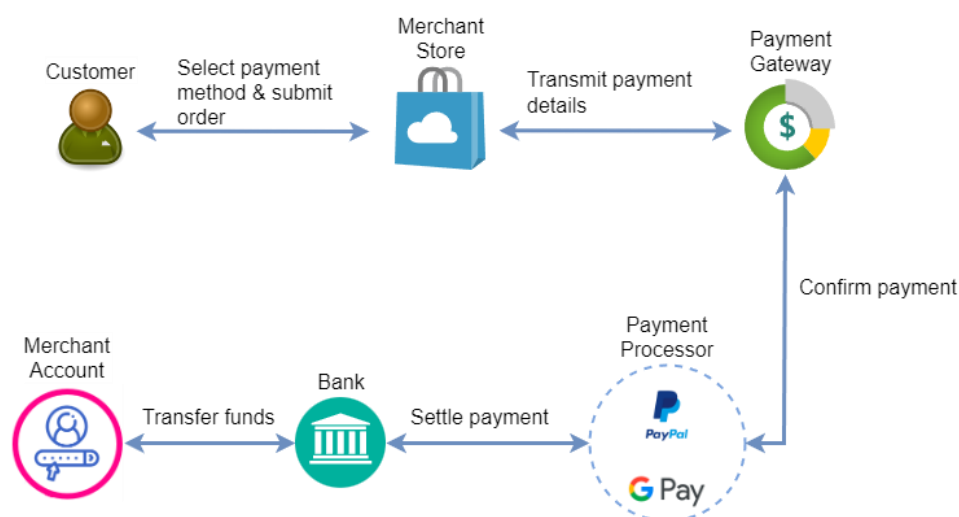 Customer
Select payment
method & submit
order
Merchant
Store
Transmit payment
details
Payment
Gateway
$
Confirm payment
Merchant
Account
Transfer funds
Bank
Settle payment
Payment
Processor
PayPal
G Pay